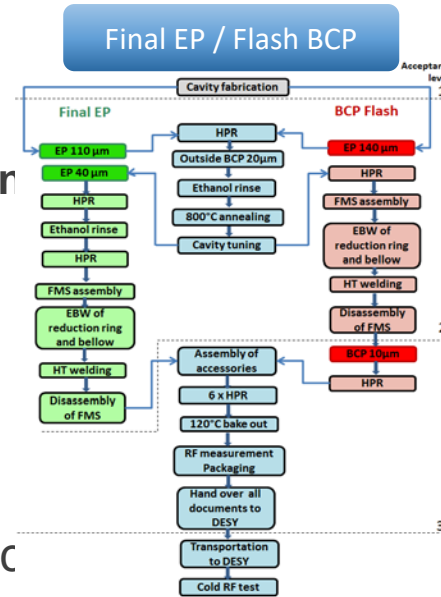 Final EP / Flash BCP
Acceptance
Cavity fabrication
Final EP
BCP Flash
EP 110 µm
EP 40 µm
HPR
Ethanol rinse
HPR
FMS assembly
EBW of
reduction ring
and bellow
HT welding
Disassembly
of FMS
HPR
Outside BCP 20µm
Ethanol rinse
800°C annealing
Cavity tuning
EP 140 µm
HPR
FMS assembly
EBW of
reduction ring
and bellow
HT welding
Disassembly
of FMS
BCP 10µm
HPR
Assembly of
accessories
6 x HPR
120°C bake out
RF measurement
Packaging
Hand over all
documents to
DESY
Transportation
to DESY
Cold RF test